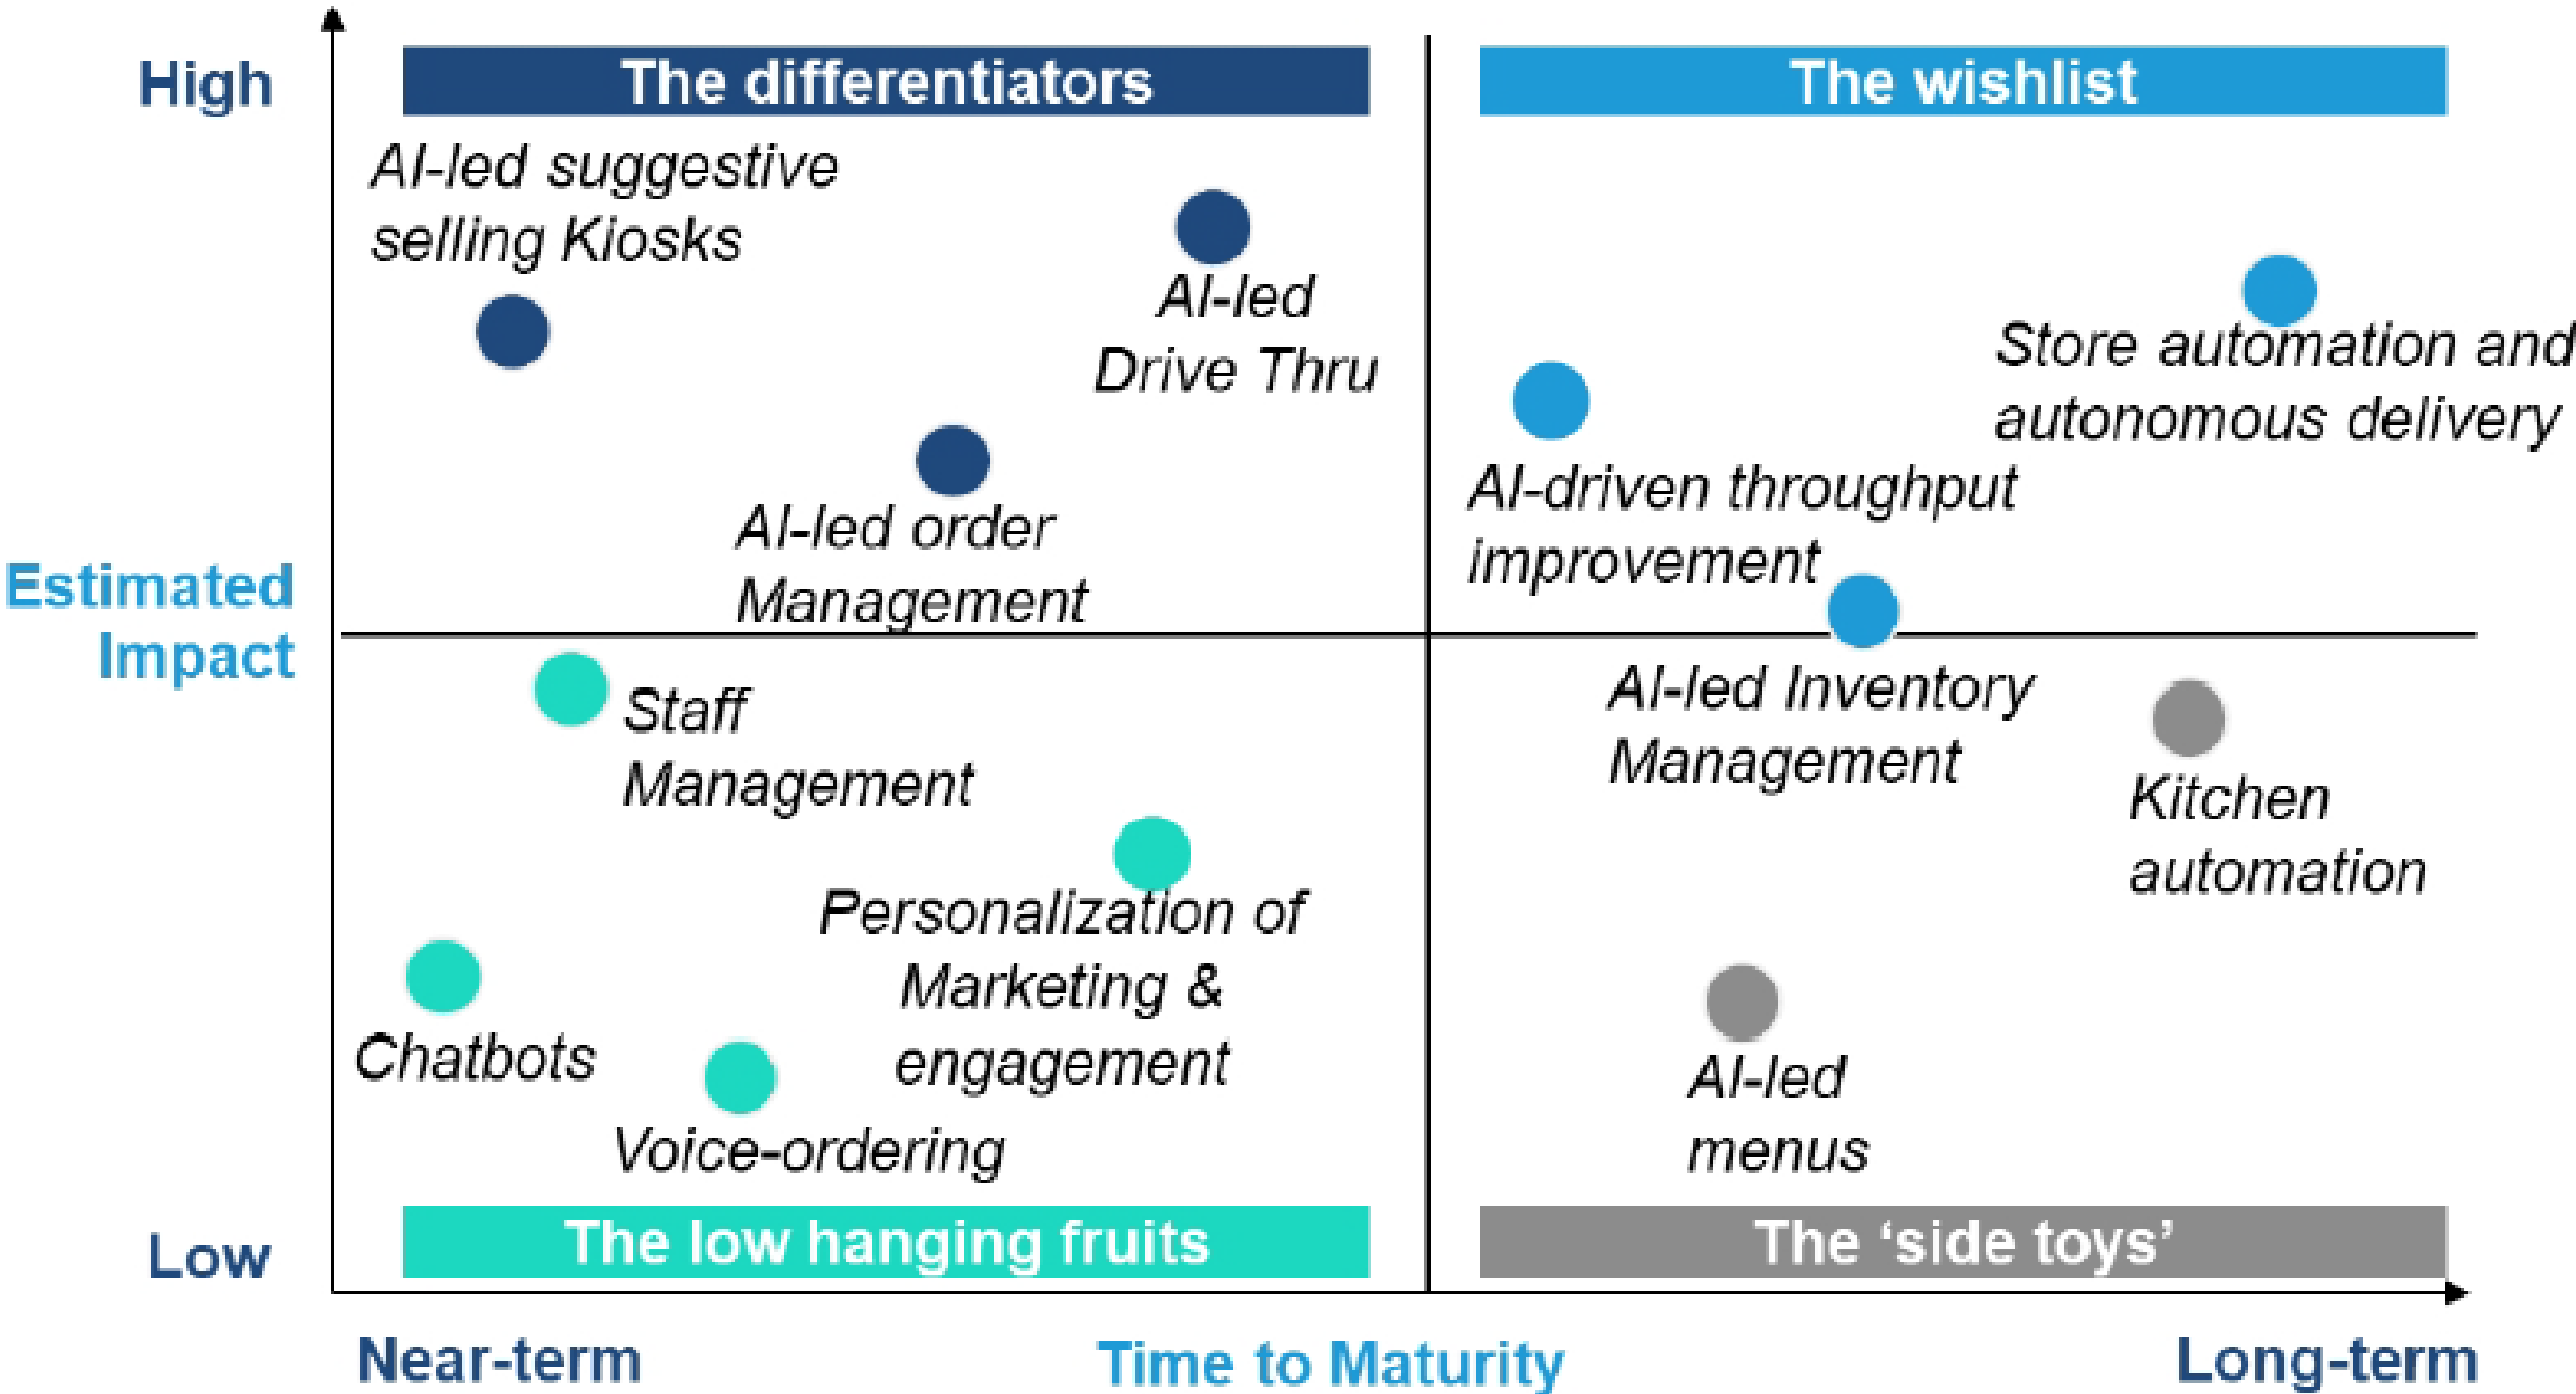 High
The differentiators
The wishlist
AI-led suggestive
selling Kiosks
AI-led
Drive Thru
Store automation and
autonomous delivery
AI-led order
Management
AI-driven throughput
improvement
Estimated
Impact
Staff
Management
AI-led Inventory
Management
Kitchen
automation
Personalization of
Marketing &
engagement
Chatbots
Voice-ordering
AI-led
menus
Low
The low hanging fruits
The ‘side toys’
Near-term
Time to Maturity
Long-term